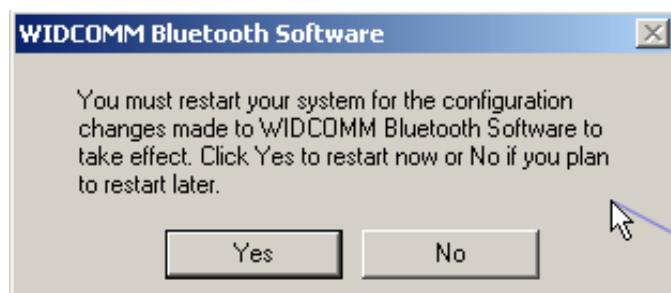 WIDCOMM Bluetooth Software
You must restart your system for the configuration
changes made to WIDCOMM Bluetooth Software to
take effect. Click Yes to restart now or No if you plan
to restart later.
Yes
No